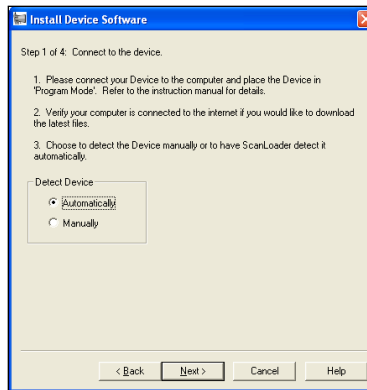 Install Device Software
Step 1 of 4: Connect to the device.
1. Please connect your Device to the computer and place the Device in
'Program Mode'. Refer to the instruction manual for details.
2. Verify your computer is connected to the internet if you would like to download
the latest files.
3. Choose to detect the Device manually or to have ScanLoader detect it
automatically.
Detect Device
Automatically
Manually
< Back
Next >
Cancel
Help